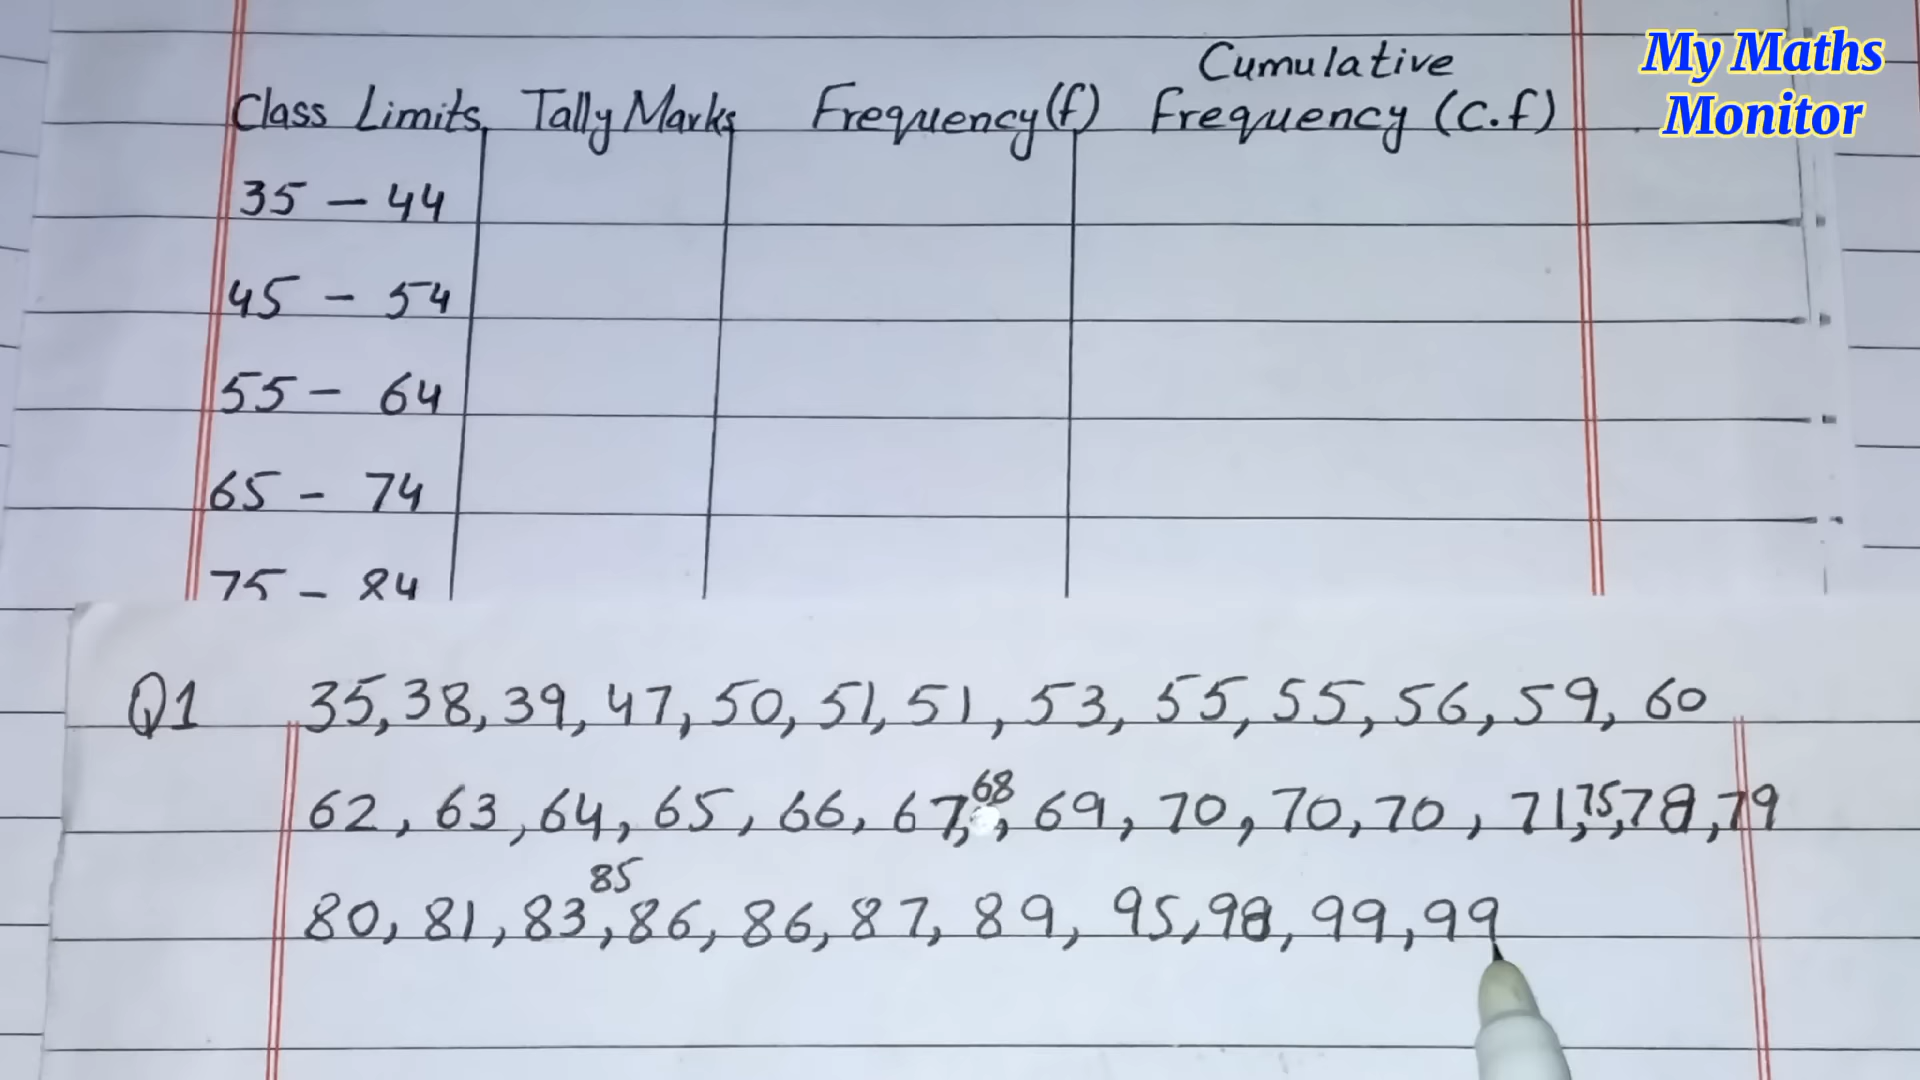 My Maths
Monitor
Cumulative
Class Limits Tally Marks Frequency (f) Frequency (c.f)
35 - 44
45 - 54
55 - 64
65 - 74
75 - 84
Q1 35, 38, 39, 47, 50, 51, 51, 53, 55, 55, 56, 59, 60
62, 63, 64, 65, 66, 67, 68, 69, 70, 70, 70, 71, 75, 78, 79
85
80, 81, 83, 86, 86, 87, 89, 95, 98, 99, 99